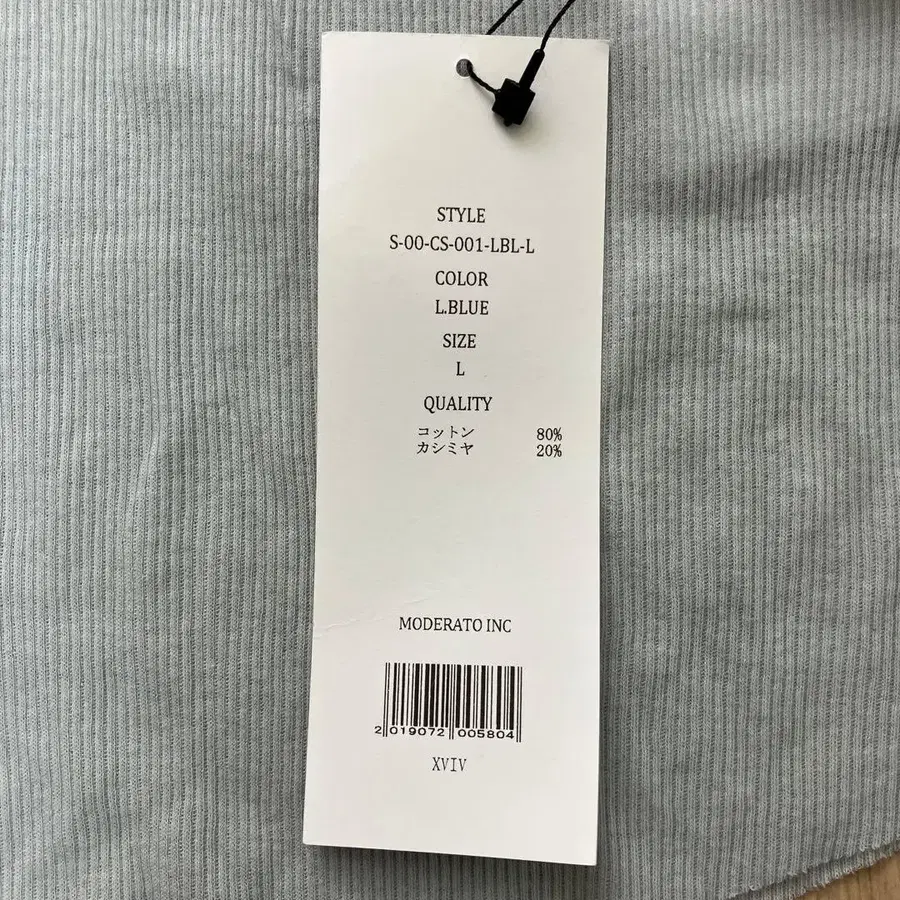 STYLE
S-00-CS-001-LBL-L
COLOR
L.BLUE
SIZE
L
QUALITY
コットン 80%
カシミヤ 20%
MODERATO INC
2 019072 005804
XVIV